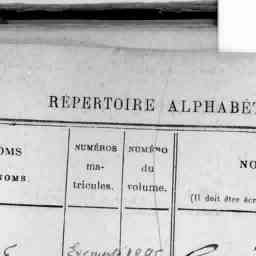 RÉPERTOIRE ALPHABÉT
OMS
NOMS.
NUMÉROS
ma-
tricules.
NUMÉRO
du
volume.
NO
(Il doit être écr